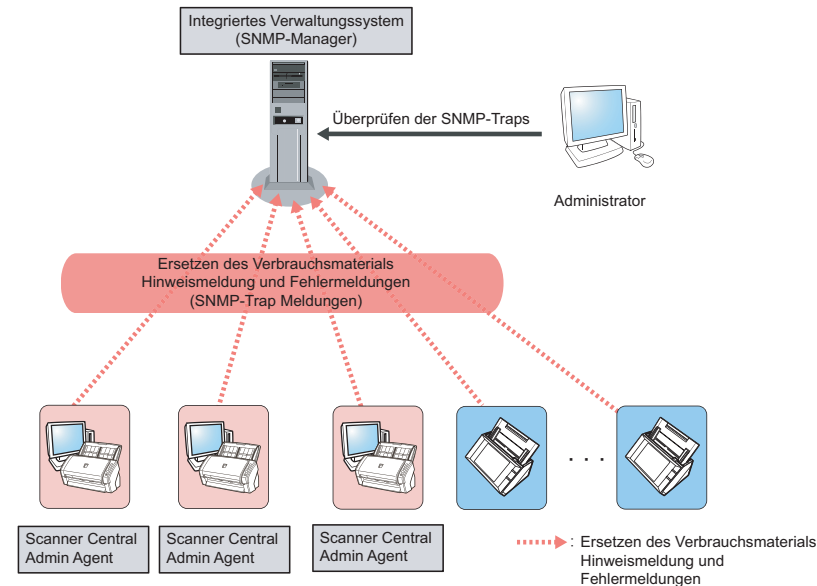 Integriertes Verwaltungssystem
(SNMP-Manager)
Überprüfen der SNMP-Traps
Administrator
Ersetzen des Verbrauchsmaterials
Hinweismeldung und Fehlermeldungen
(SNMP-Trap Meldungen)
. . .
Scanner Central
Admin Agent
Scanner Central
Admin Agent
Scanner Central
Admin Agent
: Ersetzen des Verbrauchsmaterials
Hinweismeldung und
Fehlermeldungen